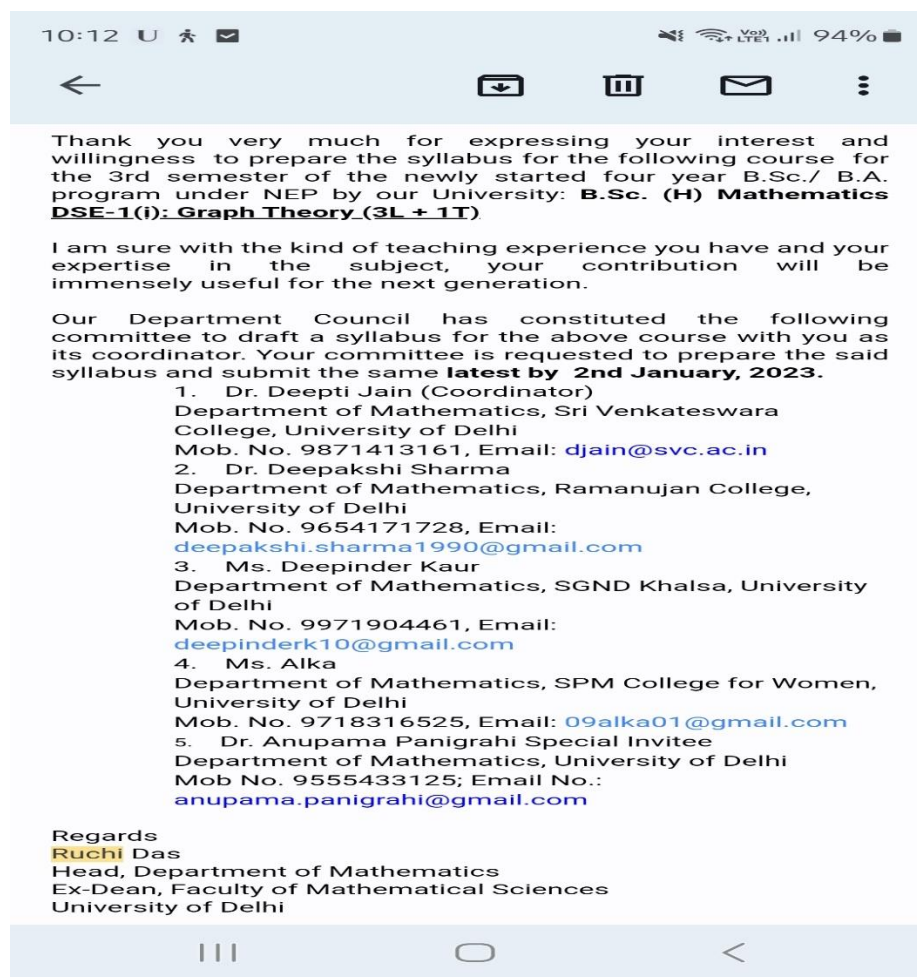 10:12 U
Vo))
LTE1 94%
Thank you very much for expressing your interest and
willingness to prepare the syllabus for the following course for
the 3rd semester of the newly started four year B.Sc./ B.A.
program under NEP by our University: B.Sc. (H) Mathematics
DSE-1(i): Graph Theory (3L + 1T)
I am sure with the kind of teaching experience you have and your
expertise in the subject, your contribution will be
immensely useful for the next generation.
Our Department Council has constituted the following
committee to draft a syllabus for the above course with you as
its coordinator. Your committee is requested to prepare the said
syllabus and submit the same latest by 2nd January, 2023.
1. Dr. Deepti Jain (Coordinator)
Department of Mathematics, Sri Venkateswara
College, University of Delhi
Mob. No. 9871413161, Email: djain@svc.ac.in
2. Dr. Deepakshi Sharma
Department of Mathematics, Ramanujan College,
University of Delhi
Mob. No. 9654171728, Email:
deepakshi.sharma1990@gmail.com
3. Ms. Deepinder Kaur
Department of Mathematics, SGND Khalsa, University
of Delhi
Mob. No. 9971904461, Email:
deepinderk10@gmail.com
4. Ms. Alka
Department of Mathematics, SPM College for Women,
University of Delhi
Mob. No. 9718316525, Email: 09alka01@gmail.com
5. Dr. Anupama Panigrahi Special Invitee
Department of Mathematics, University of Delhi
Mob No. 9555433125; Email No.:
anupama.panigrahi@gmail.com
Regards
Ruchi Das
Head, Department of Mathematics
Ex-Dean, Faculty of Mathematical Sciences
University of Delhi